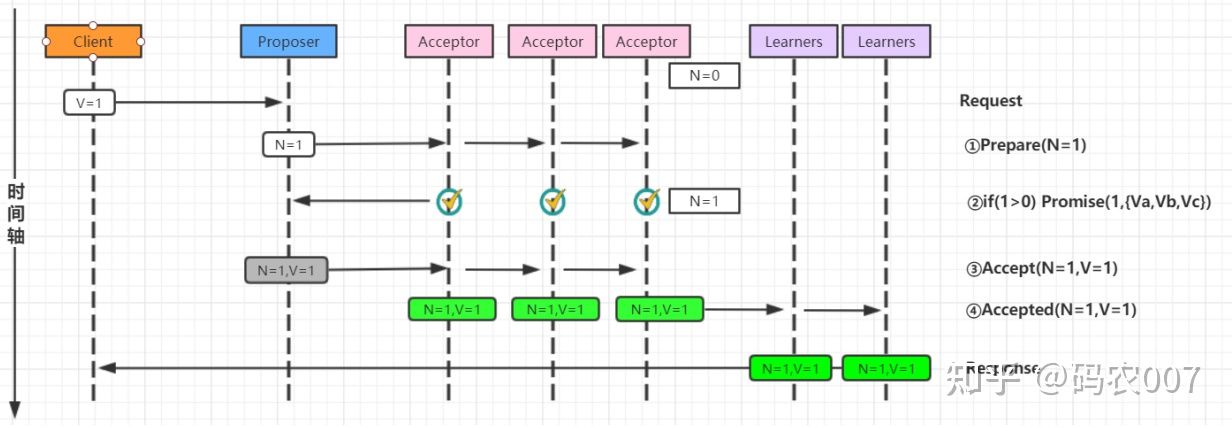 Client Proposer Acceptor Acceptor Acceptor Learners Learners
N=0
V=1 Request
N=1 ①Prepare(N=1)
N=1 ②if(1>0) Promise(1,{Va,Vb,Vc})
时间轴
N=1,V=1 ③Accept(N=1,V=1)
N=1,V=1 N=1,V=1 N=1,V=1 ④Accepted(N=1,V=1)
N=1,V=1 N=1,V=1 Response
知乎 @码农007